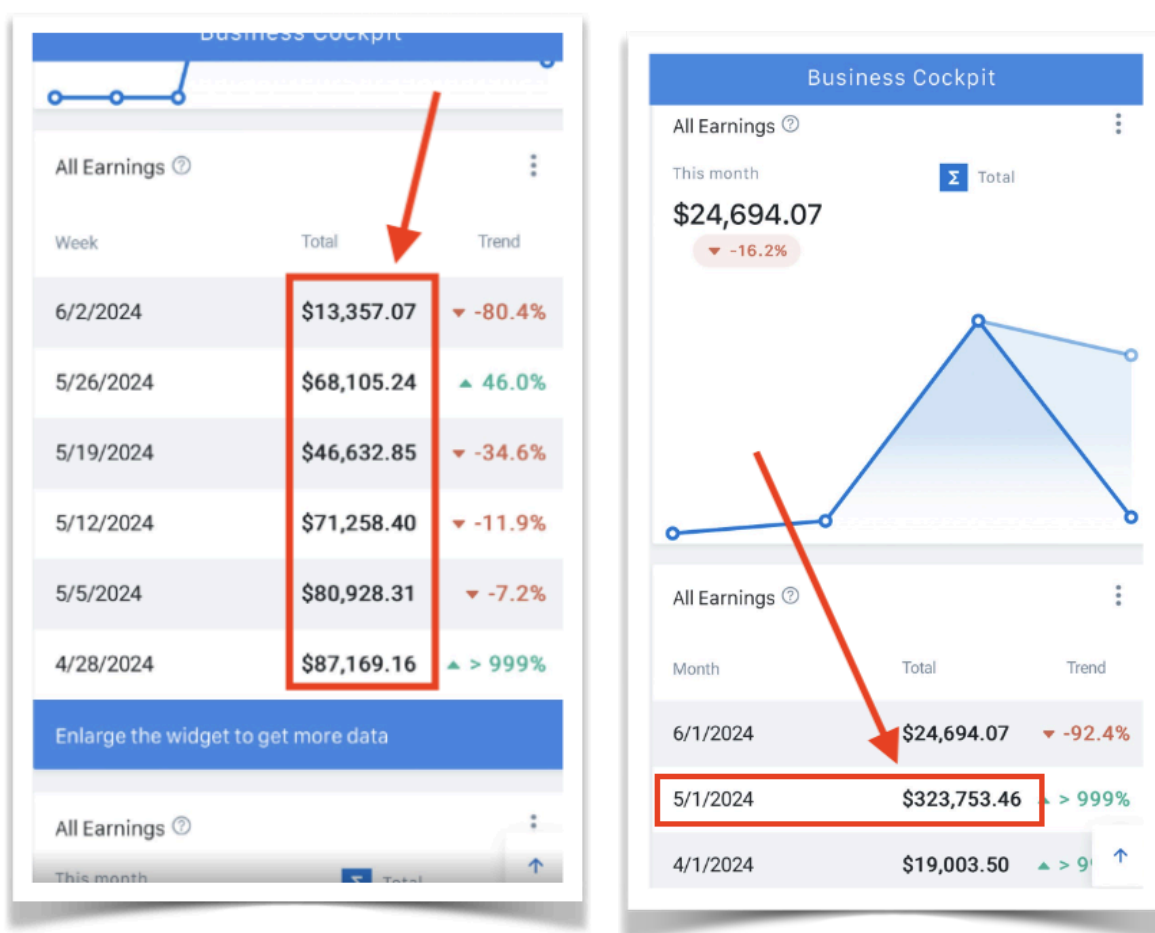 Business Cockpit
All Earnings ?
Week Total Trend
6/2/2024 $13,357.07 ▼ -80.4%
5/26/2024 $68,105.24 ▲ 46.0%
5/19/2024 $46,632.85 ▼ -34.6%
5/12/2024 $71,258.40 ▼ -11.9%
5/5/2024 $80,928.31 ▼ -7.2%
4/28/2024 $87,169.16 ▲ > 999%
Enlarge the widget to get more data
All Earnings ?
This month Σ Total
Business Cockpit
All Earnings ?
This month Σ Total
$24,694.07
▼ -16.2%
All Earnings ?
Month Total Trend
6/1/2024 $24,694.07 ▼ -92.4%
5/1/2024 $323,753.46 ▲ > 999%
4/1/2024 $19,003.50 ▲ > 9